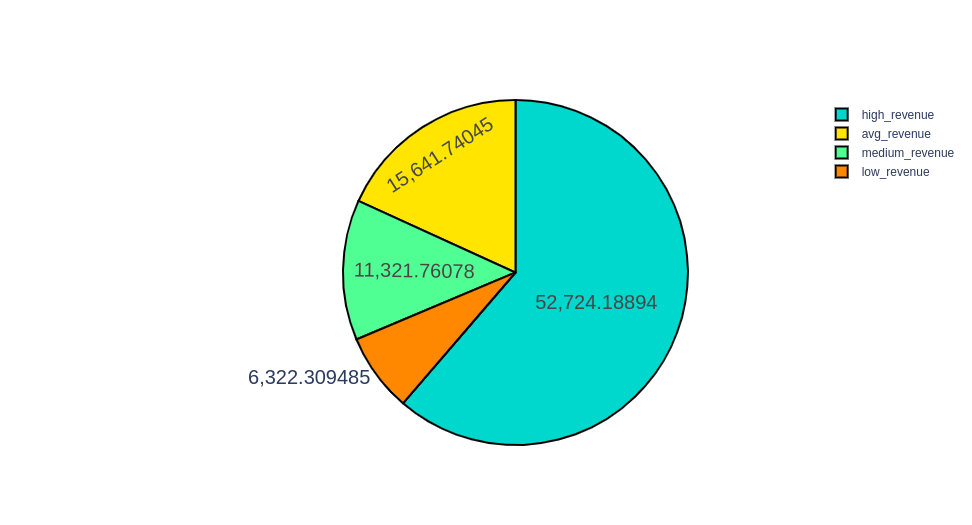 15,641.74045
11,321.76078
52,724.18894
6,322.309485
high_revenue
avg_revenue
medium_revenue
low_revenue